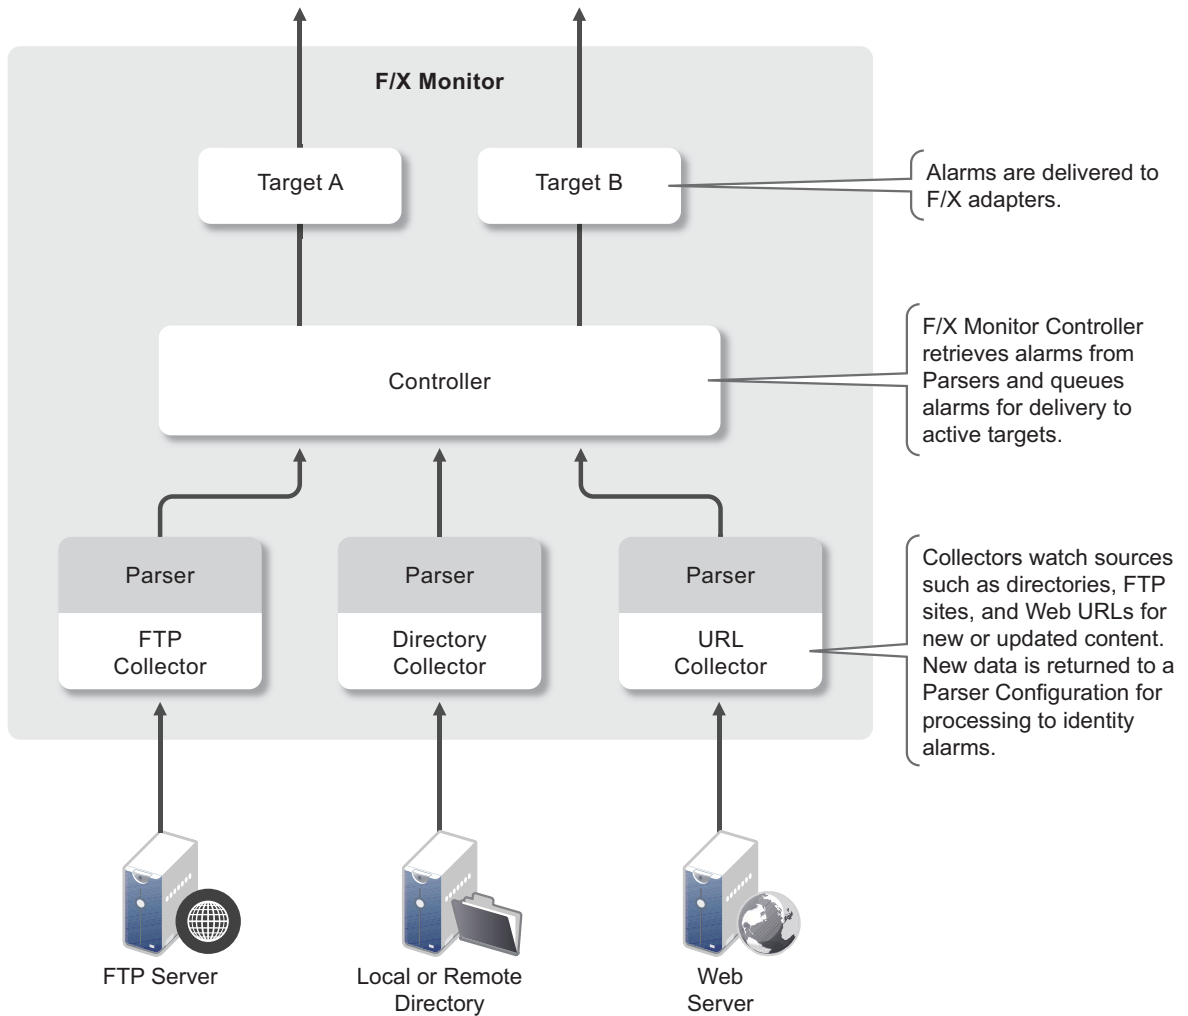 F/X Monitor
Target A
Target B
Alarms are delivered to
F/X adapters.
Controller
F/X Monitor Controller
retrieves alarms from
Parsers and queues
alarms for delivery to
active targets.
Parser
FTP
Collector
Parser
Directory
Collector
Parser
URL
Collector
Collectors watch sources
such as directories, FTP
sites, and Web URLs for
new or updated content.
New data is returned to a
Parser Configuration for
processing to identity
alarms.
FTP Server
Local or Remote
Directory
Web
Server